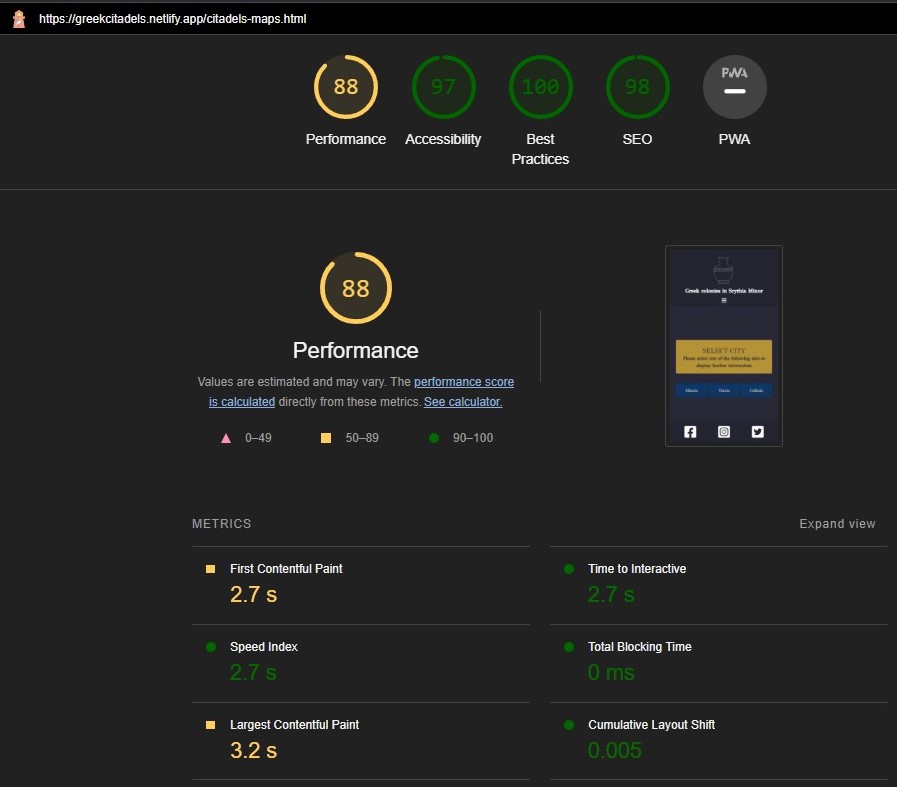 https://greekcitadels.netlify.app/citadels-maps.html
88
97
100
98
PWA
Performance
Accessibility
Best
Practices
SEO
PWA
88
Performance
Values are estimated and may vary. The performance score
is calculated directly from these metrics. See calculator.
0–49
50–89
90–100
Greek colonies in Scythia Minor
SELECT CITY
Please select one of the following tabs to
display further information
METRICS
Expand view
First Contentful Paint
2.7 s
Time to Interactive
2.7 s
Speed Index
2.7 s
Total Blocking Time
0 ms
Largest Contentful Paint
3.2 s
Cumulative Layout Shift
0.005